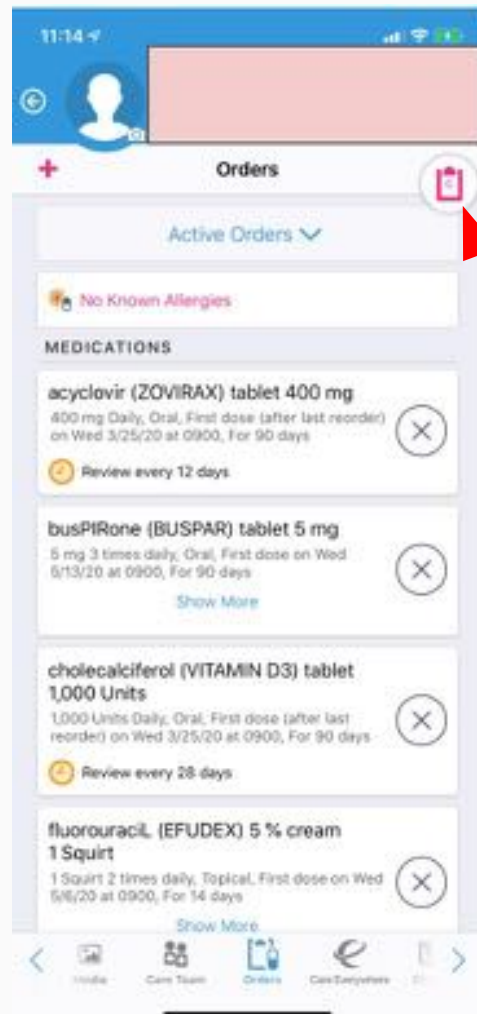 11:14
Orders
Active Orders
No Known Allergies
MEDICATIONS
acyclovir (ZOVIRAX) tablet 400 mg
400 mg Daily, Oral, First dose (after last reorder)
on Wed 3/25/20 at 0900, For 90 days
Review every 12 days
busPIRone (BUSPAR) tablet 5 mg
5 mg 3 times daily, Oral, First dose on Wed
5/13/20 at 0900, For 90 days
Show More
cholecalciferol (VITAMIN D3) tablet
1,000 Units
1,000 Units Daily, Oral, First dose (after last
reorder) on Wed 3/25/20 at 0900, For 90 days
Review every 28 days
fluorouraciL (EFUDEX) 5 % cream
1 Squirt
1 Squirt 2 times daily, Topical, First dose on Wed
5/6/20 at 0900, For 14 days
Show More
Media
Care Team
Orders
Care Everywhere